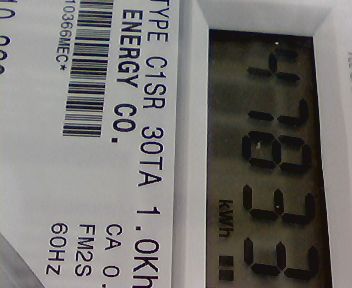 41833
kWh
TYPE C1SR 30TA 1.0Kh
ENERGY CO.
CA 0.
10366MEC*
FM2S
60HZ